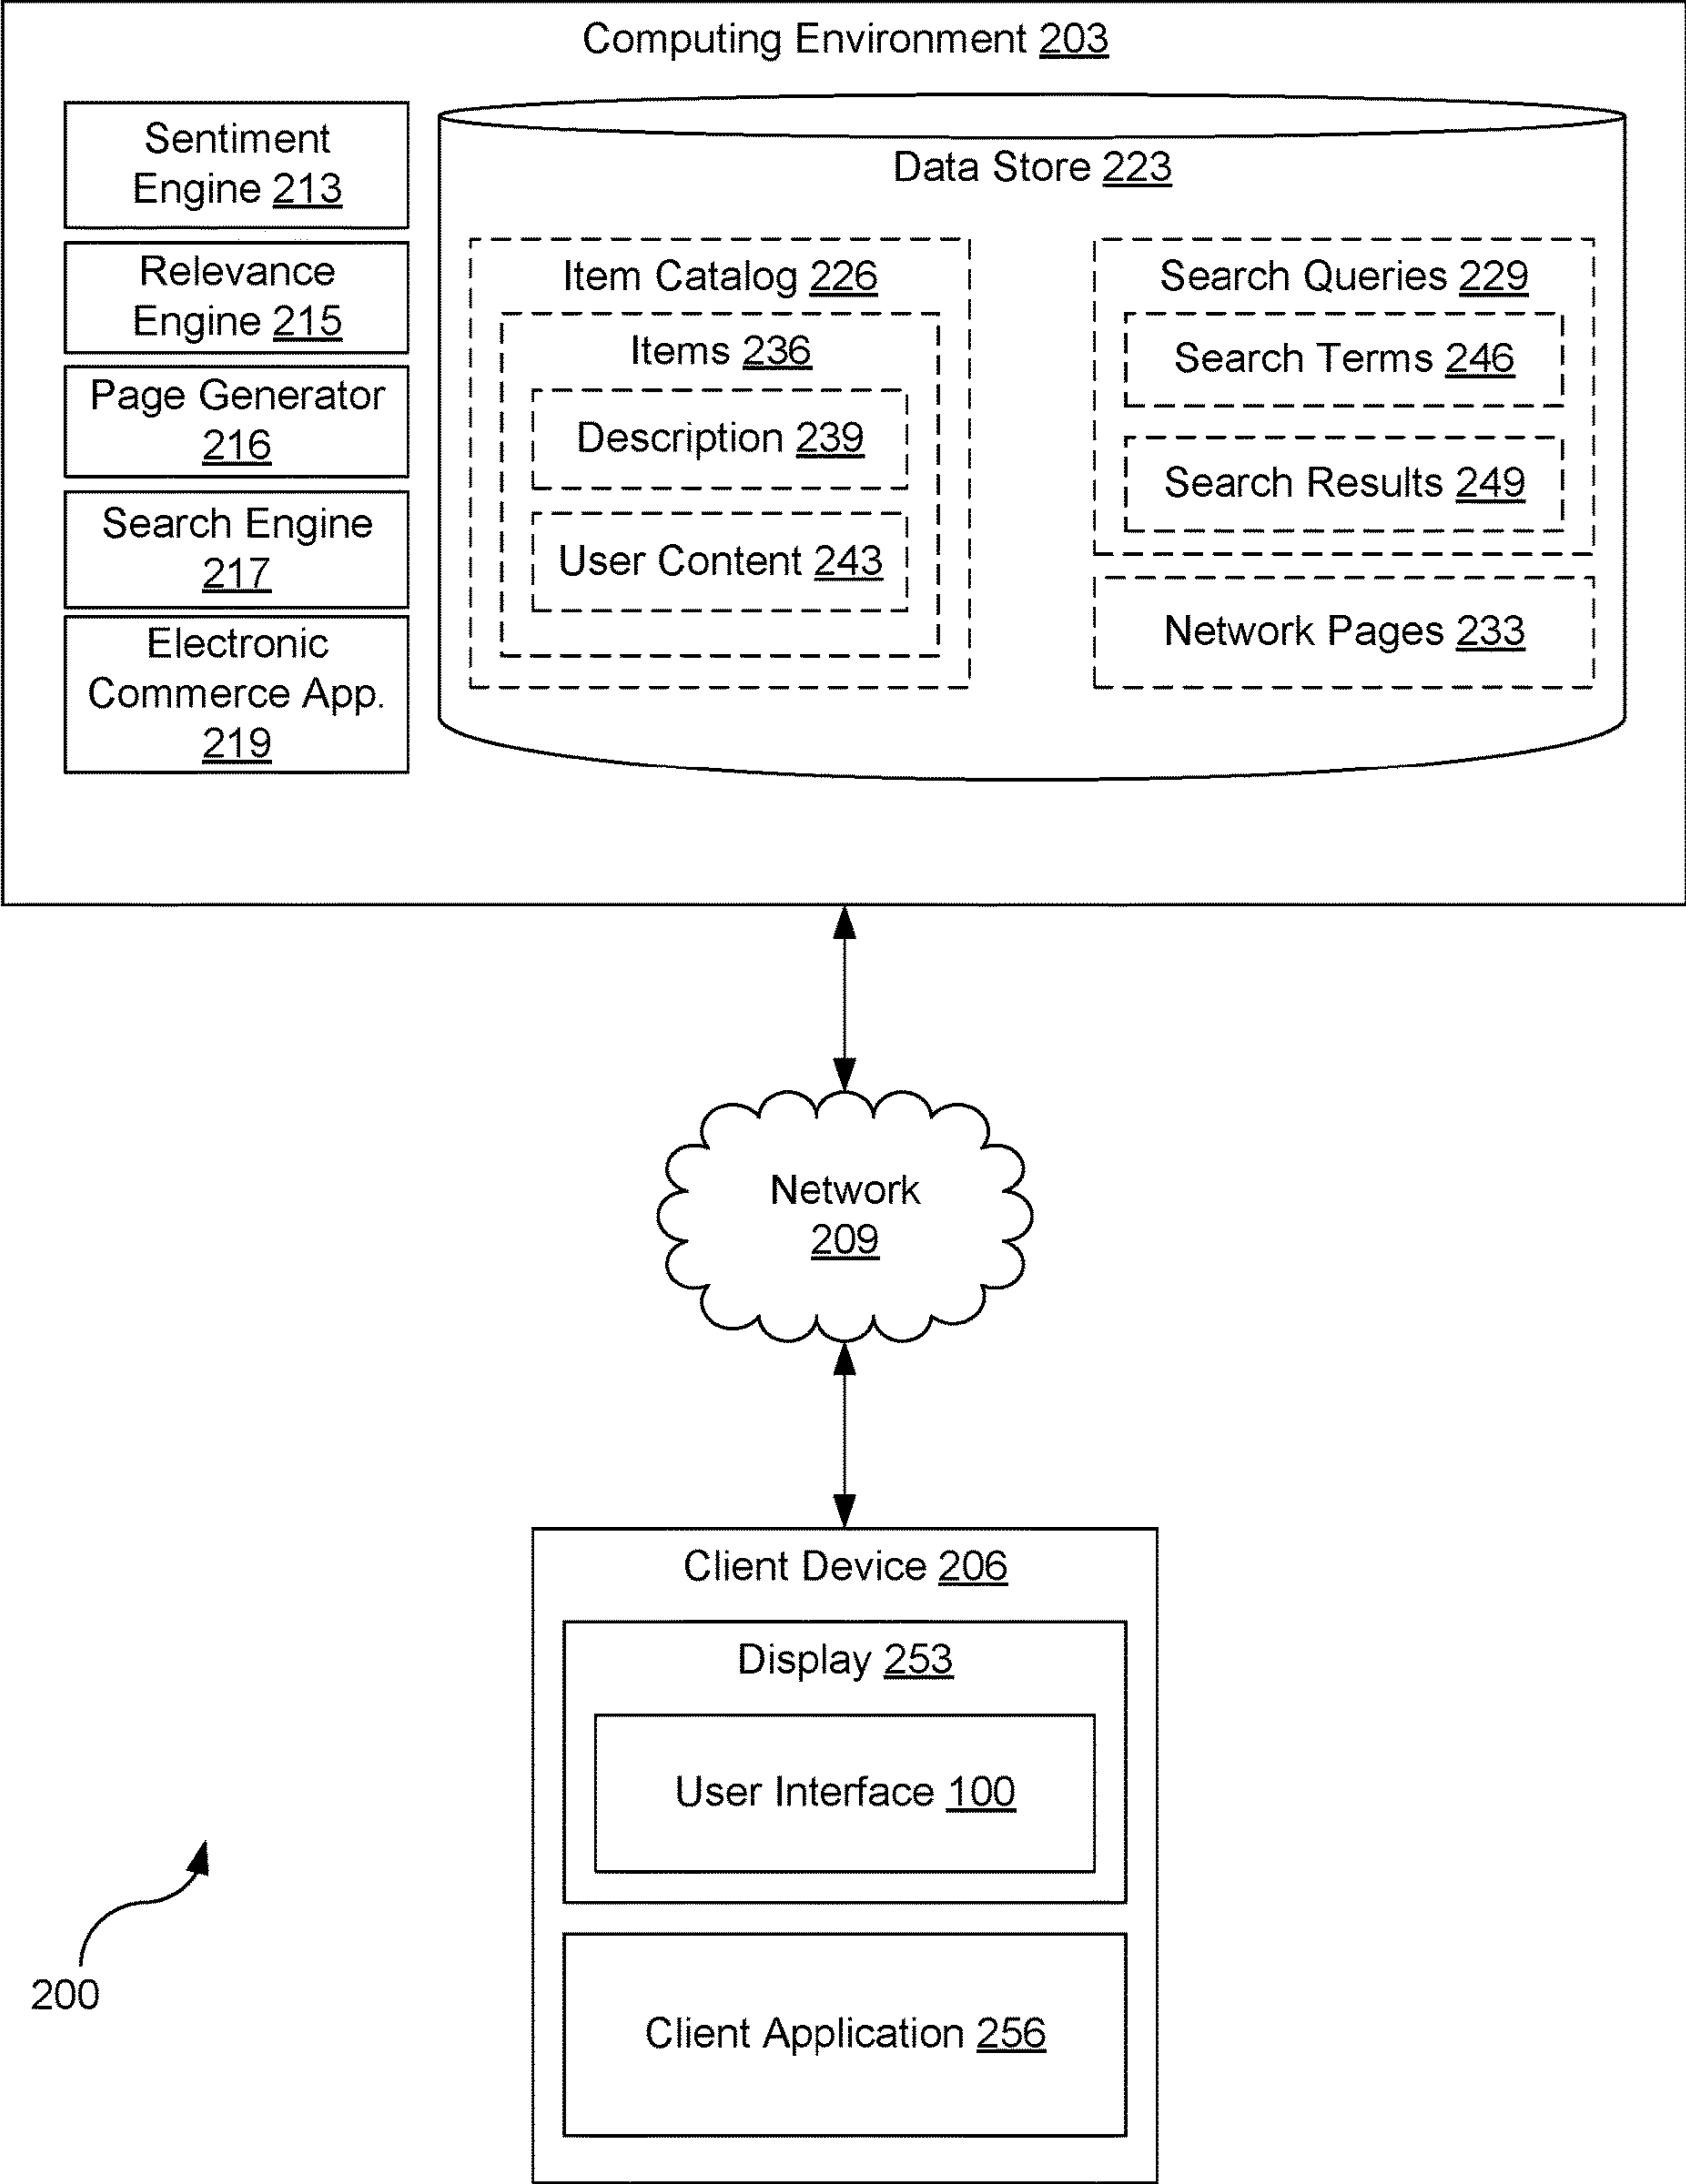 Computing Environment 203
Sentiment
Engine 213
Relevance
Engine 215
Page Generator
216
Search Engine
217
Electronic
Commerce App.
219
Data Store 223
Item Catalog 226
Items 236
Description 239
User Content 243
Search Queries 229
Search Terms 246
Search Results 249
Network Pages 233
Network
209
Client Device 206
Display 253
User Interface 100
Client Application 256
200